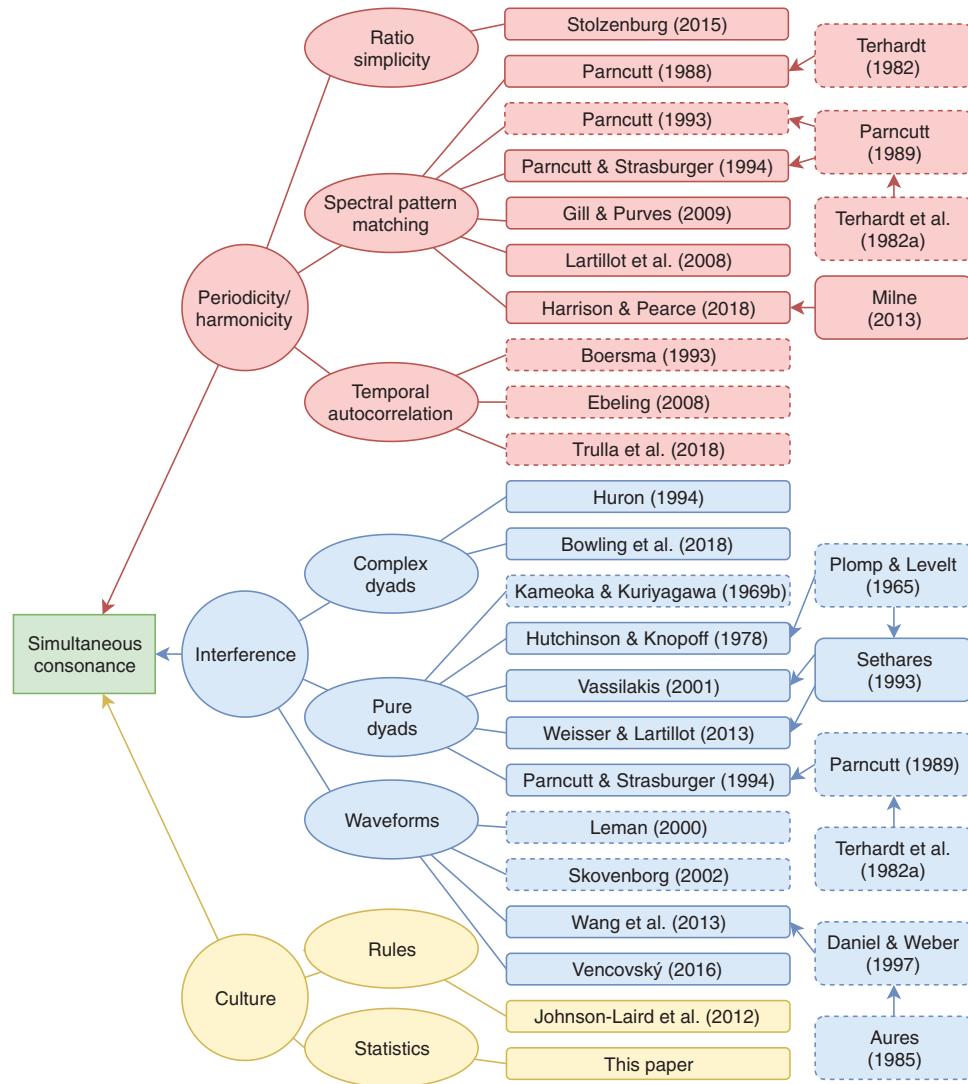 Ratio
simplicity
Stolzenburg (2015)
Parncutt (1988)
Terhardt
(1982)
Parncutt (1993)
Parncutt
(1989)
Parncutt & Strasburger (1994)
Spectral pattern
matching
Gill & Purves (2009)
Terhardt et al.
(1982a)
Lartillot et al. (2008)
Periodicity/
harmonicity
Harrison & Pearce (2018)
Milne
(2013)
Boersma (1993)
Temporal
autocorrelation
Ebeling (2008)
Trulla et al. (2018)
Huron (1994)
Complex
dyads
Bowling et al. (2018)
Plomp & Levelt
(1965)
Kameoka & Kuriyagawa (1969b)
Simultaneous
consonance
Interference
Hutchinson & Knopoff (1978)
Sethares
(1993)
Vassilakis (2001)
Pure
dyads
Weisser & Lartillot (2013)
Parncutt & Strasburger (1994)
Parncutt (1989)
Waveforms
Leman (2000)
Terhardt et al.
(1982a)
Skovenborg (2002)
Wang et al. (2013)
Daniel & Weber
(1997)
Rules
Vencovský (2016)
Culture
Johnson-Laird et al. (2012)
Aures
(1985)
Statistics
This paper